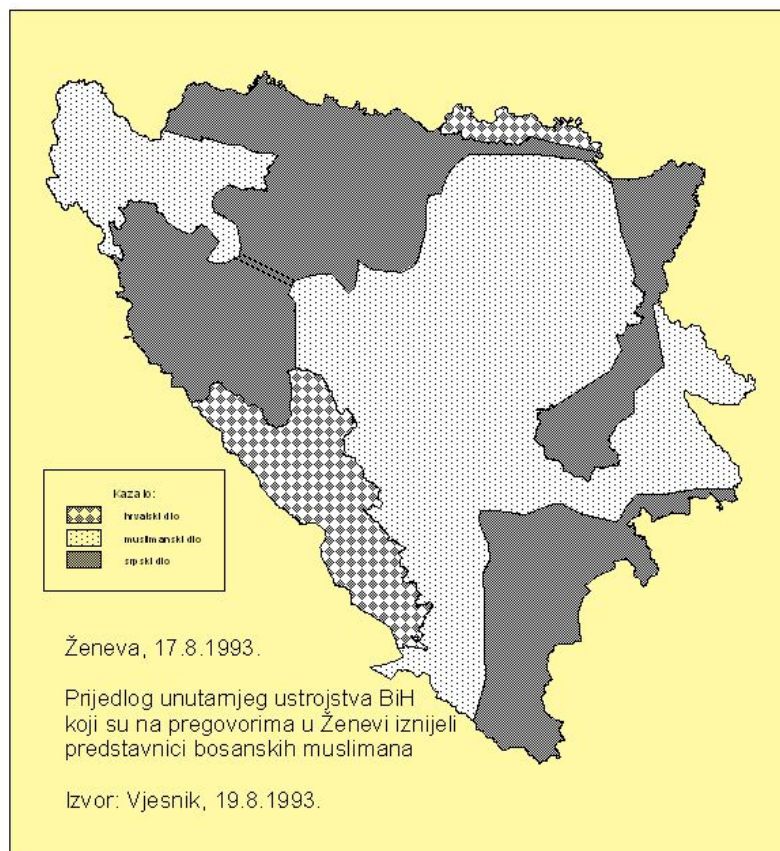 Kazalo:
hrvatski dio
muslimanski dio
srpski dio
Ženeva, 17.8.1993.
Prijedlog unutarnjeg ustrojstva BiH
koji su na pregovorima u Ženevi iznijeli
predstavnici bosanskih muslimana
Izvor: Vjesnik, 19.8.1993.